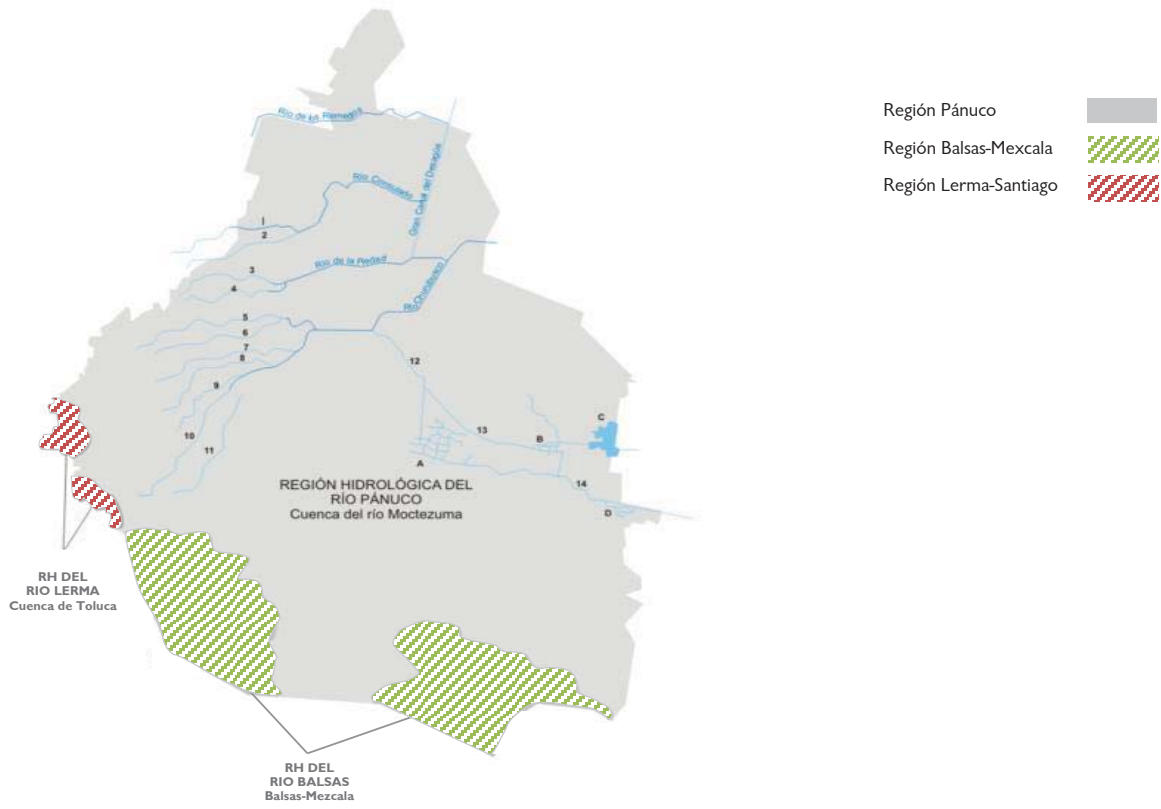 Río de los Remedios
Región Pánuco
Región Balsas-Mexcala
Región Lerma-Santiago
Gran Canal del Desagüe
Río Consulado
1
2
Río de la Piedad
3
4
Río Churubusco
5
6
7
8
9
10
11
12
13
14
A
B
C
D
REGIÓN HIDROLÓGICA DEL
RÍO PÁNUCO
Cuenca del río Moctezuma
RH DEL
RIO LERMA
Cuenca de Toluca
RH DEL
RIO BALSAS
Balsas-Mezcala